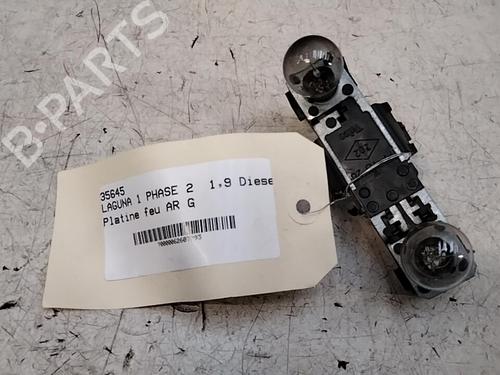 B-PARTS
35645
LAGUNA 1 PHASE 2 1.9 Diese
Platine feu AR G